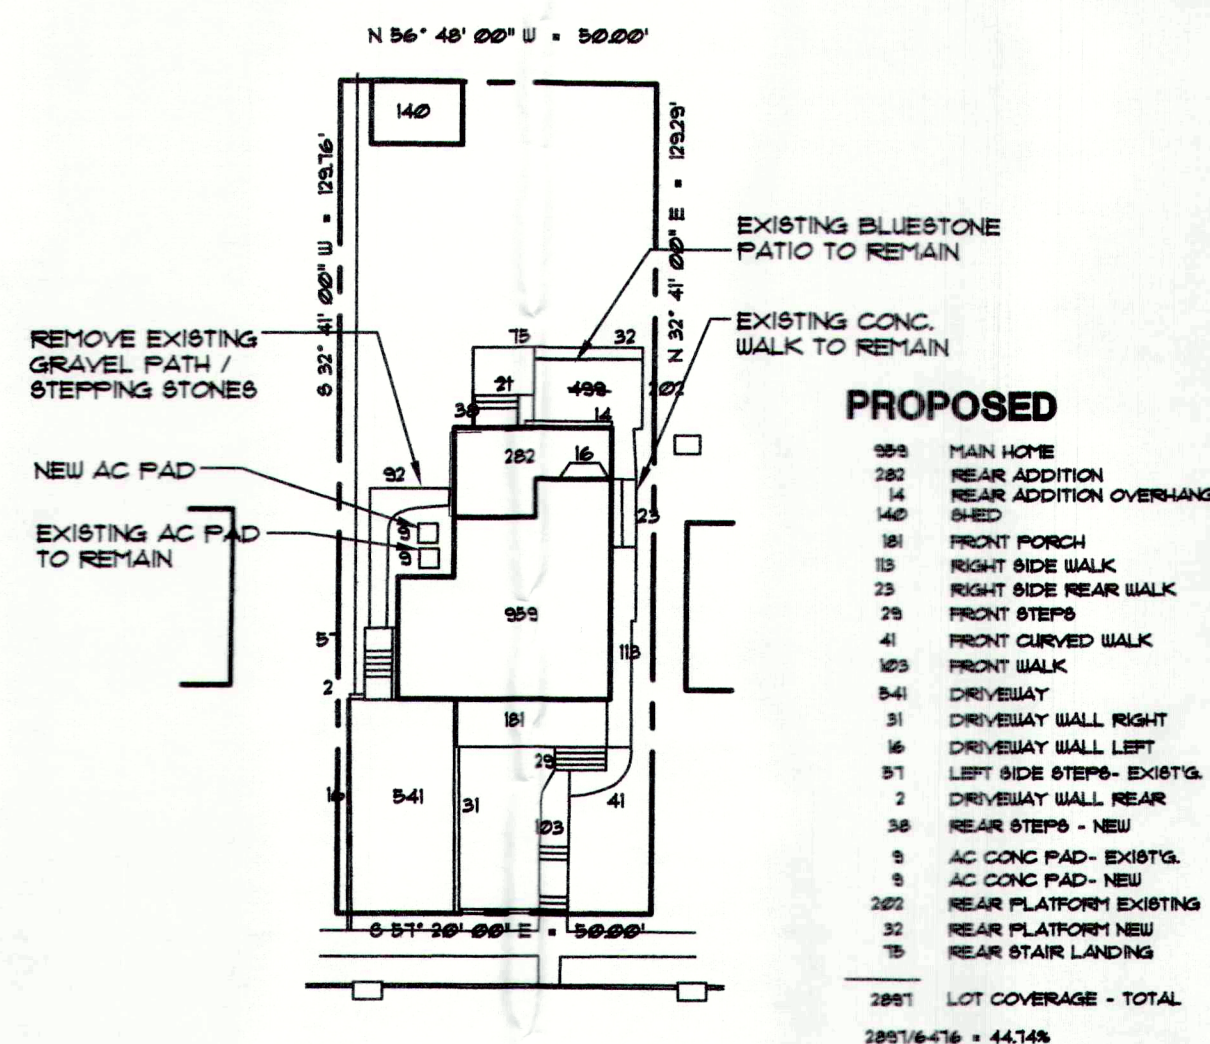 N 56° 48' 00" W = 50.00'
140
S 32° 41' 00" W = 129.76'
N 32° 41' 00" E = 129.29'
EXISTING BLUESTONE
PATIO TO REMAIN
EXISTING CONC.
WALK TO REMAIN
REMOVE EXISTING
GRAVEL PATH /
STEPPING STONES
NEW AC PAD
EXISTING AC PAD
TO REMAIN
75
32
21
498
202
38
14
282
16
92
23
9
9
959
57
113
2
181
29
16
541
31
41
103
S 57° 20' 00" E = 50.00'
PROPOSED
959 MAIN HOME
282 REAR ADDITION
14 REAR ADDITION OVERHANG
140 SHED
181 FRONT PORCH
113 RIGHT SIDE WALK
23 RIGHT SIDE REAR WALK
29 FRONT STEPS
41 FRONT CURVED WALK
103 FRONT WALK
541 DRIVEWAY
31 DRIVEWAY WALL RIGHT
16 DRIVEWAY WALL LEFT
57 LEFT SIDE STEPS- EXIST'G.
2 DRIVEWAY WALL REAR
38 REAR STEPS - NEW
9 AC CONC PAD- EXIST'G.
9 AC CONC PAD- NEW
202 REAR PLATFORM EXISTING
32 REAR PLATFORM NEW
75 REAR STAIR LANDING
2897 LOT COVERAGE - TOTAL
2897/6476 = 44.74%